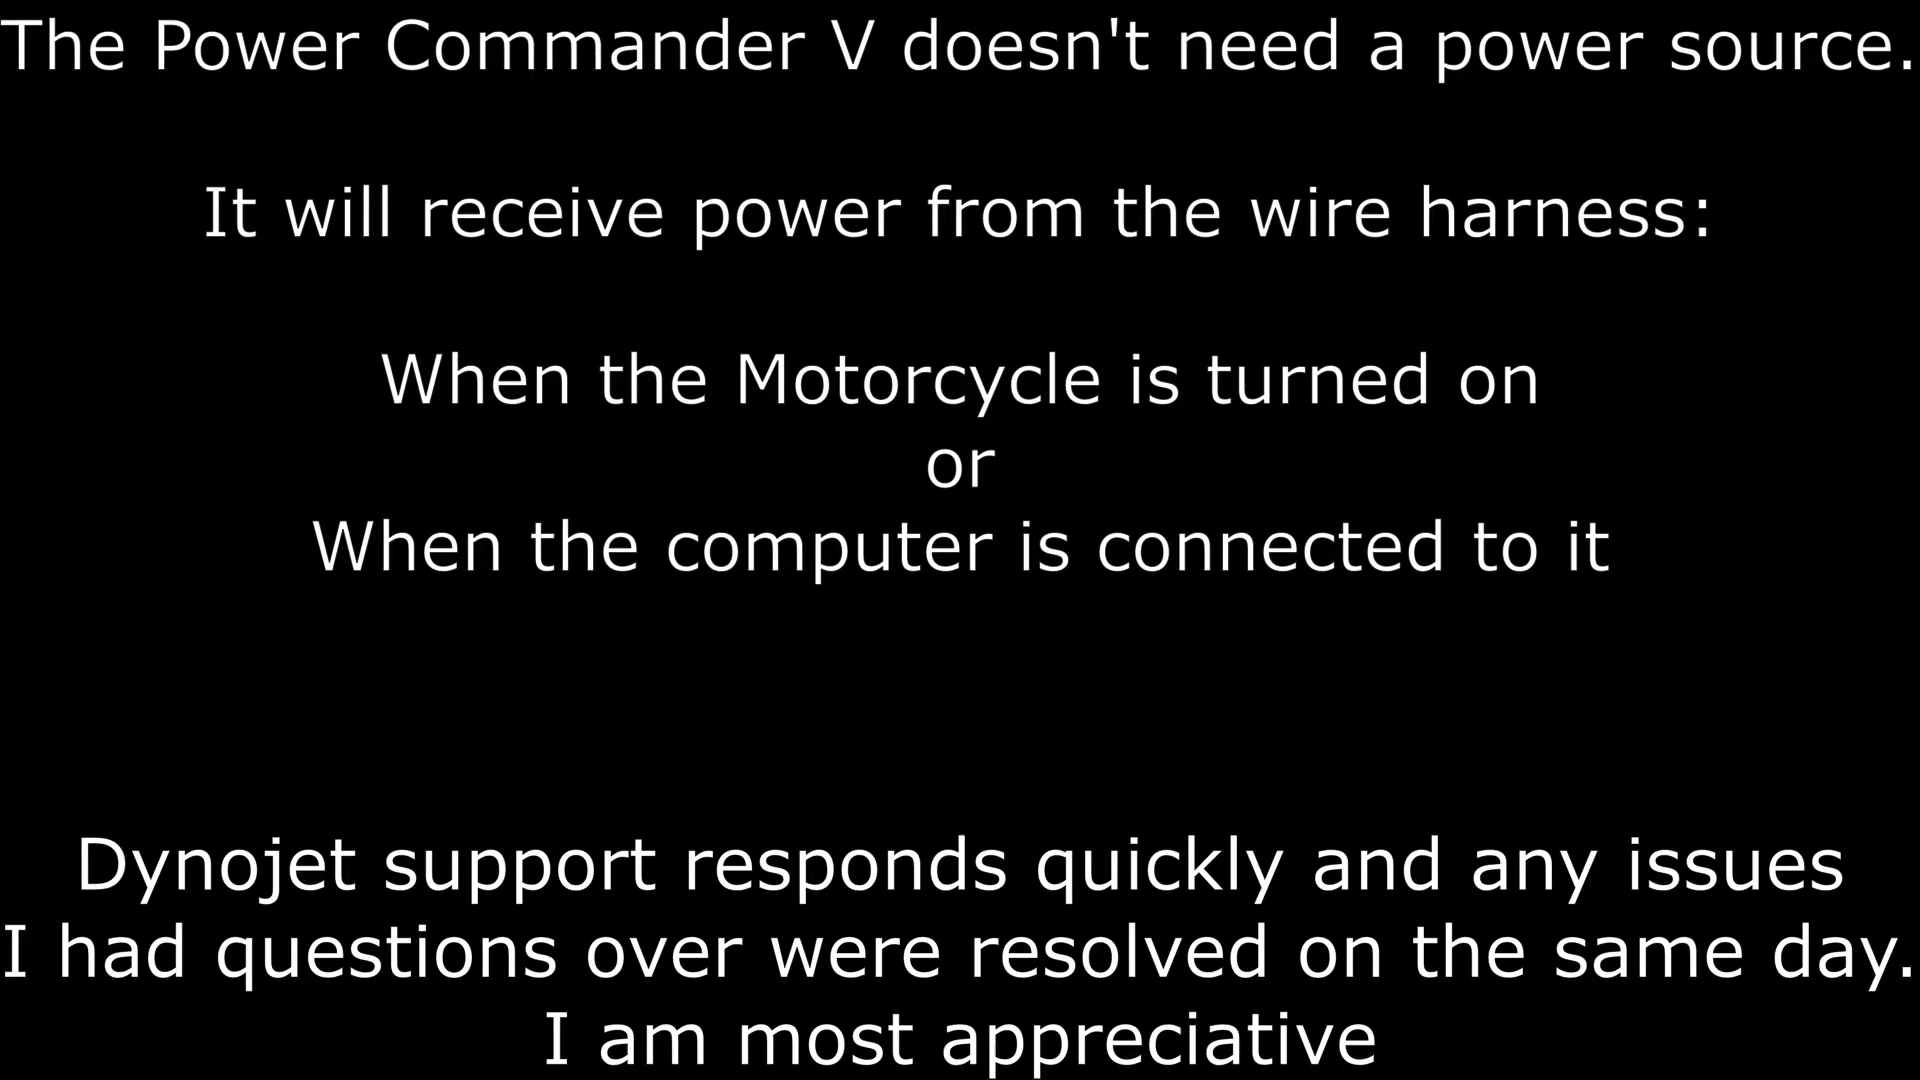 The Power Commander V doesn't need a power source.
It will receive power from the wire harness:
When the Motorcycle is turned on
or
When the computer is connected to it
Dynojet support responds quickly and any issues
I had questions over were resolved on the same day.
I am most appreciative